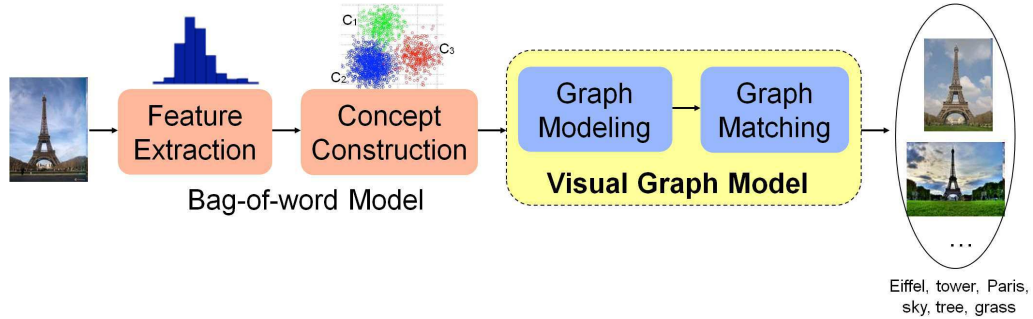 C1
C3
C2
Feature
Extraction
Concept
Construction
Graph
Modeling
Graph
Matching
Bag-of-word Model
Visual Graph Model
...
Eiffel, tower, Paris,
sky, tree, grass